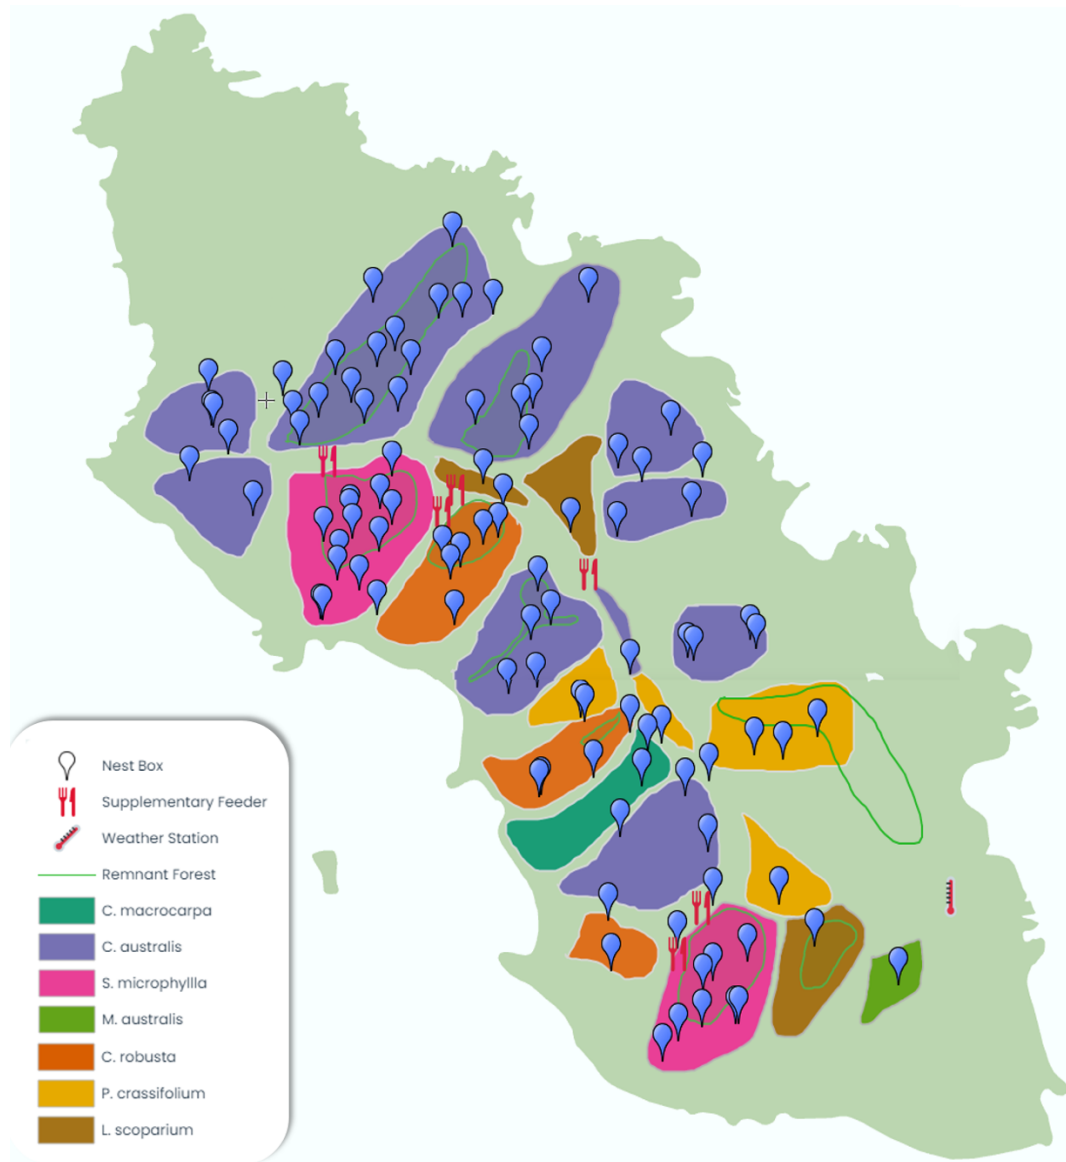 Nest Box
Supplementary Feeder
Weather Station
Remnant Forest
C. macrocarpa
C. australis
S. microphyllla
M. australis
C. robusta
P. crassifolium
L. scoparium